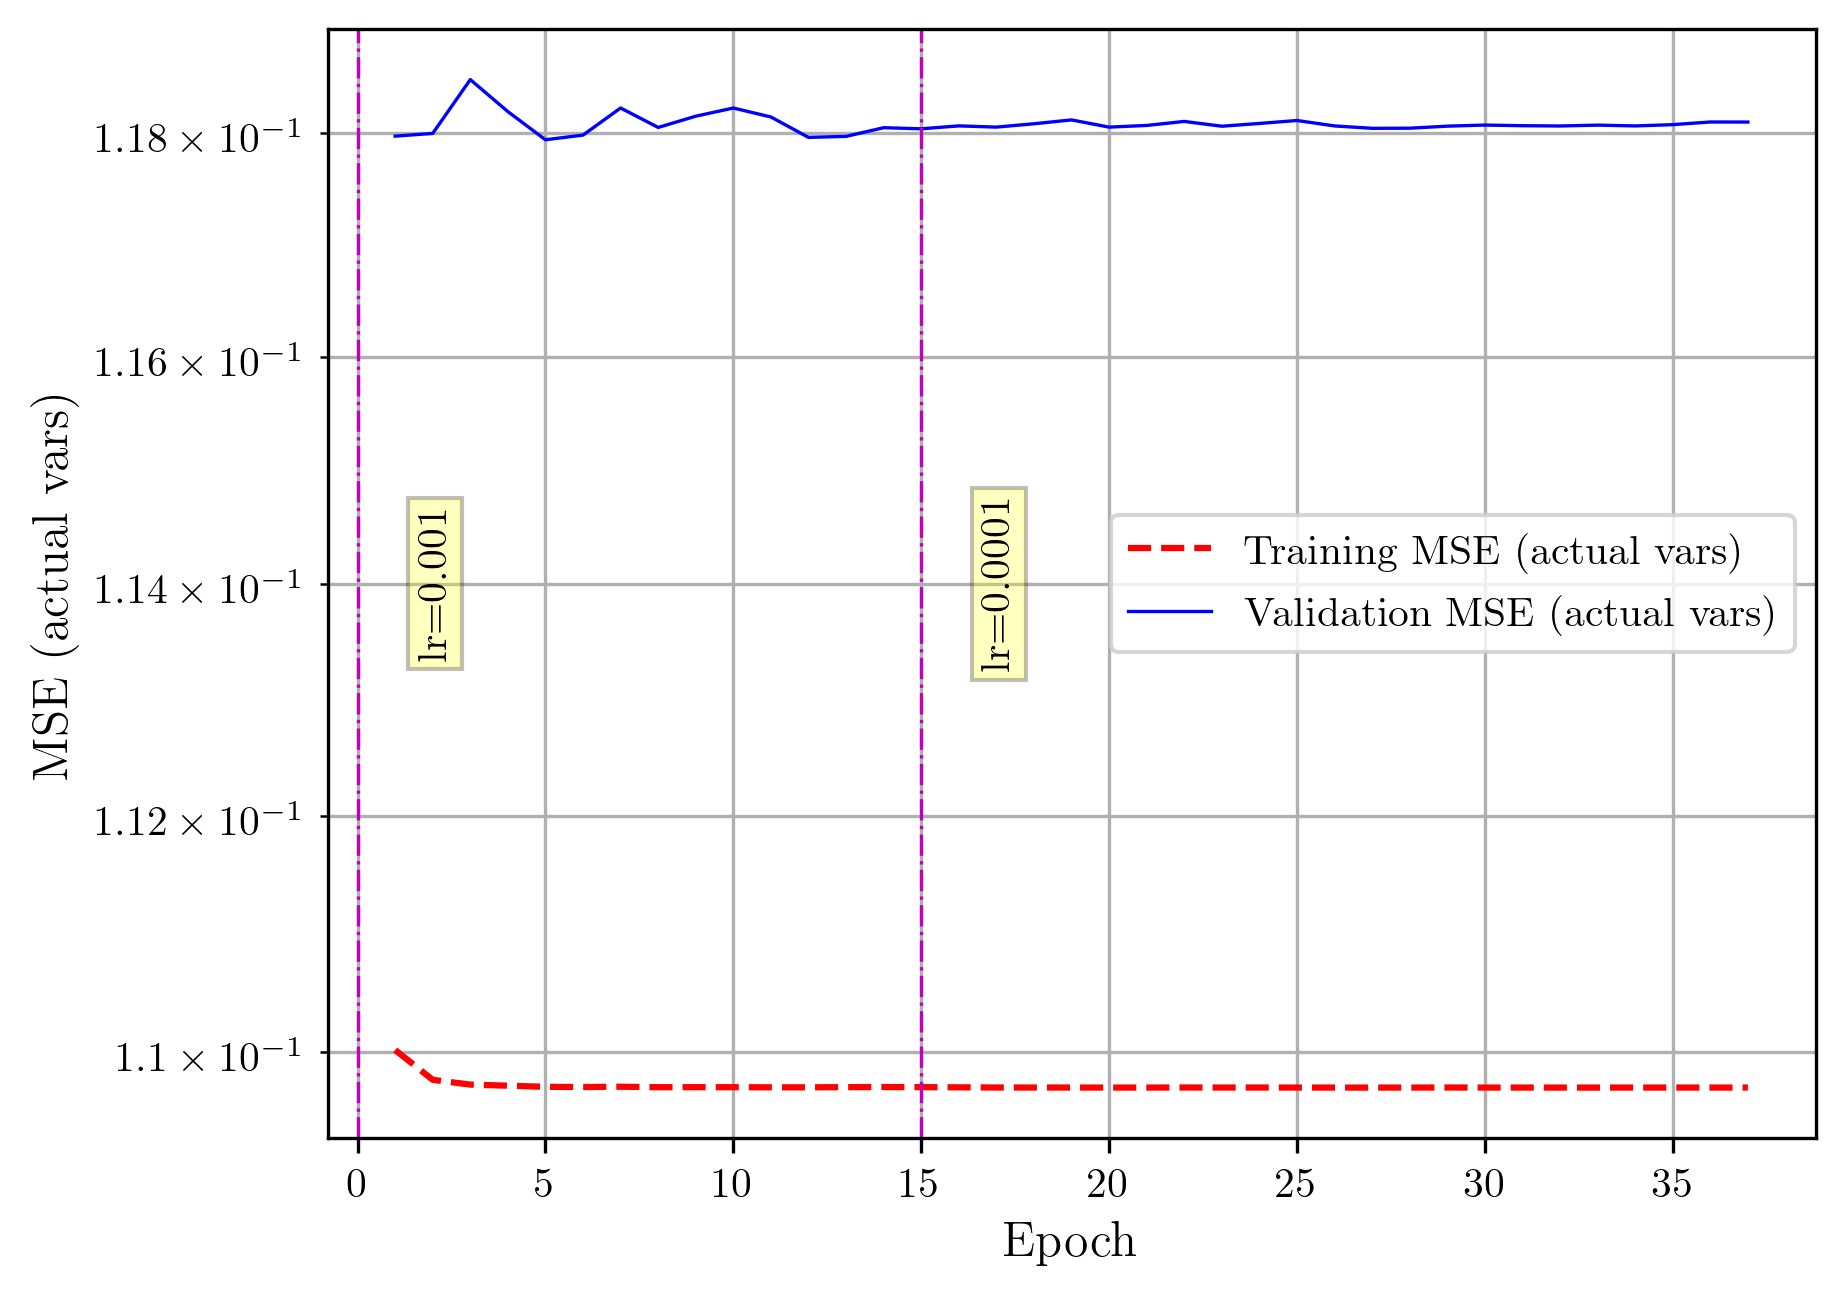 MSE (actual vars)
1.18 × 10⁻¹
1.16 × 10⁻¹
1.14 × 10⁻¹
1.12 × 10⁻¹
1.1 × 10⁻¹
lr=0.001
lr=0.0001
Training MSE (actual vars)
Validation MSE (actual vars)
0 5 10 15 20 25 30 35
Epoch